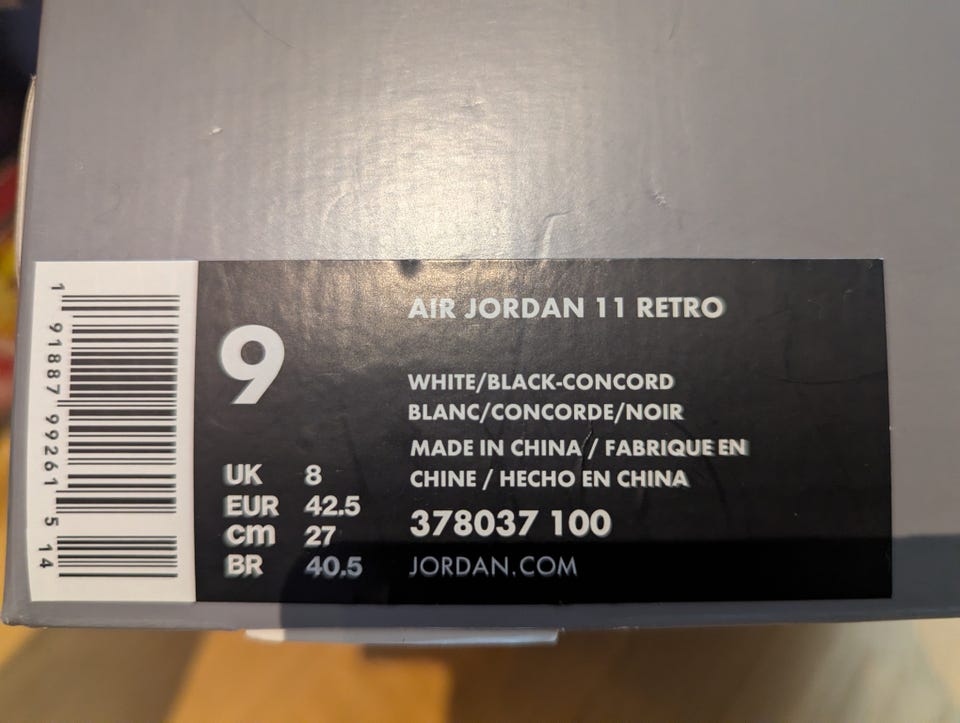 1 91887 99261 5 14
9
UK 8
EUR 42.5
cm 27
BR 40.5
AIR JORDAN 11 RETRO
WHITE/BLACK-CONCORD
BLANC/CONCORDE/NOIR
MADE IN CHINA / FABRIQUE EN
CHINE / HECHO EN CHINA
378037 100
JORDAN.COM